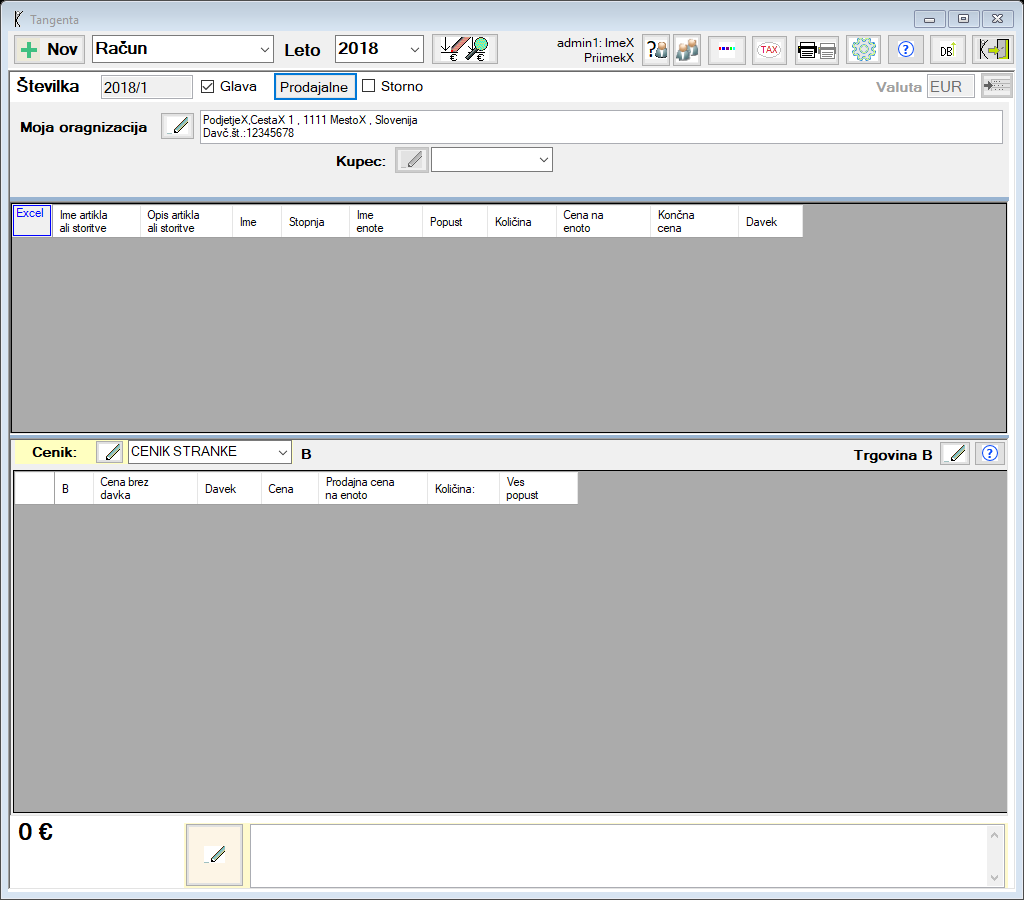 Tangenta
Nov Račun Leto 2018 € € admin1: ImeX ? TAX ? DB
PriimekX
Številka 2018/1 Glava Prodajalne Storno Valuta EUR
Moja oragnizacija PodjetjeX,CestaX 1 , 1111 MestoX , Slovenija
Davč.št.:12345678
Kupec:
Excel Ime artikla ali storitve Opis artikla ali storitve Ime Stopnja Ime enote Popust Količina Cena na enoto Končna cena Davek
Cenik: CENIK STRANKE B Trgovina B ?
B Cena brez davka Davek Cena Prodajna cena na enoto Količina: Ves popust
0 €